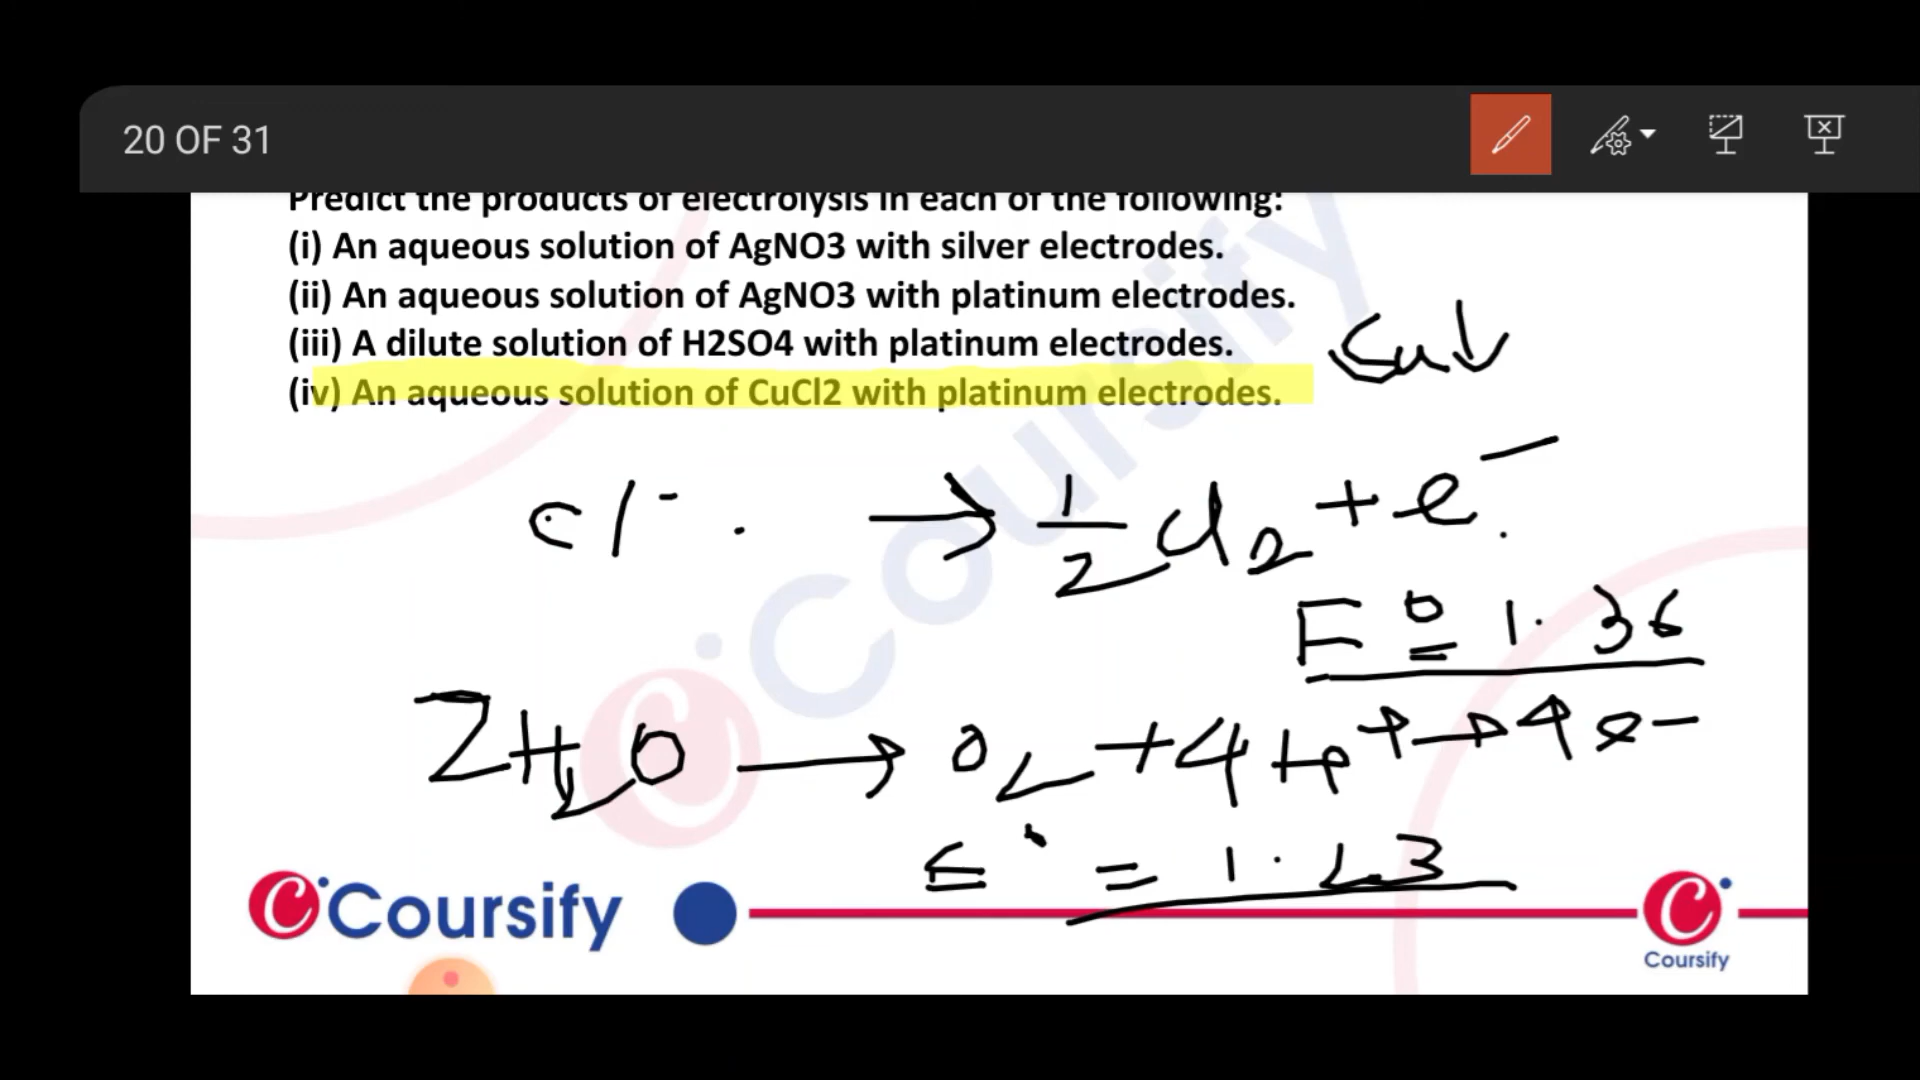 20 OF 31
Predict the products of electrolysis in each of the following:
(i) An aqueous solution of AgNO3 with silver electrodes.
(ii) An aqueous solution of AgNO3 with platinum electrodes.
(iii) A dilute solution of H2SO4 with platinum electrodes.
(iv) An aqueous solution of CuCl2 with platinum electrodes.
Cu↓
Cl⁻ → 1/2 Cl2 + e⁻
E° = 1.36
2H2O → O2 + 4H⁺ → 4e⁻
E° = 1.23
Coursify
Coursify
Coursify